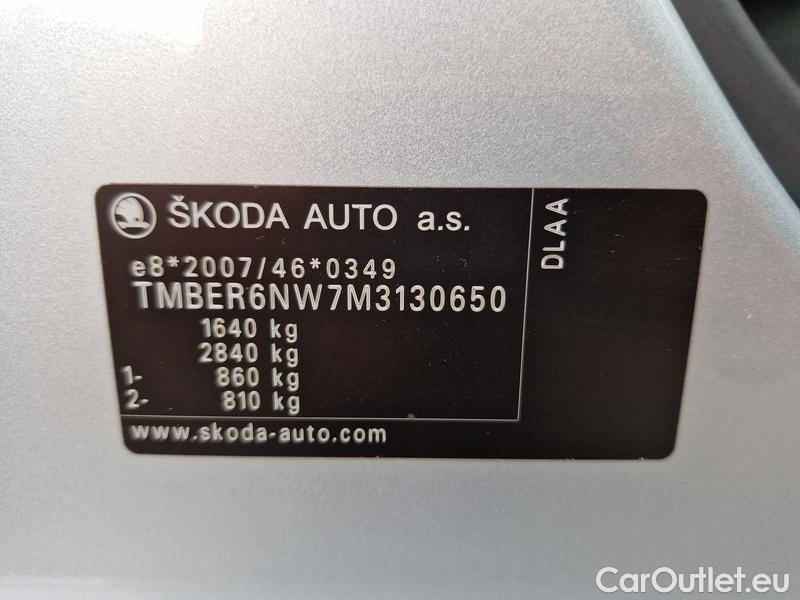 ŠKODA AUTO a.s.
e8*2007/46*0349
TMBER6NW7M3130650
1640 kg
2840 kg
1- 860 kg
2- 810 kg
www.skoda-auto.com
DLAA
CarOutlet.eu